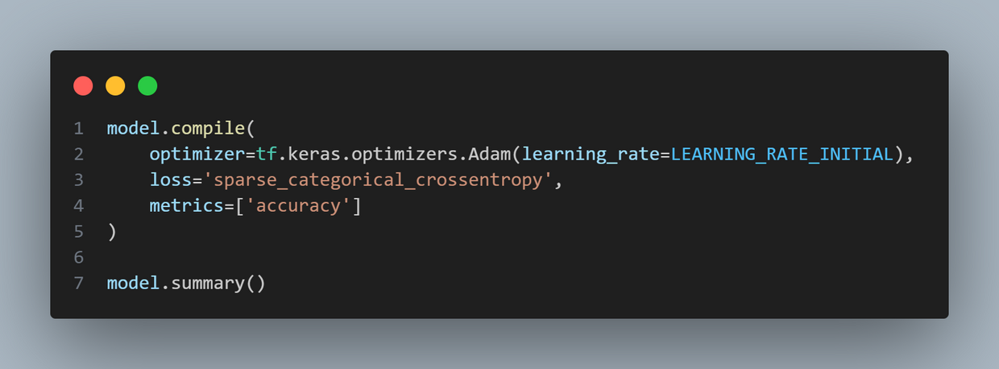 1 model.compile(
2     optimizer=tf.keras.optimizers.Adam(learning_rate=LEARNING_RATE_INITIAL),
3     loss='sparse_categorical_crossentropy',
4     metrics=['accuracy']
5 )
6
7 model.summary()